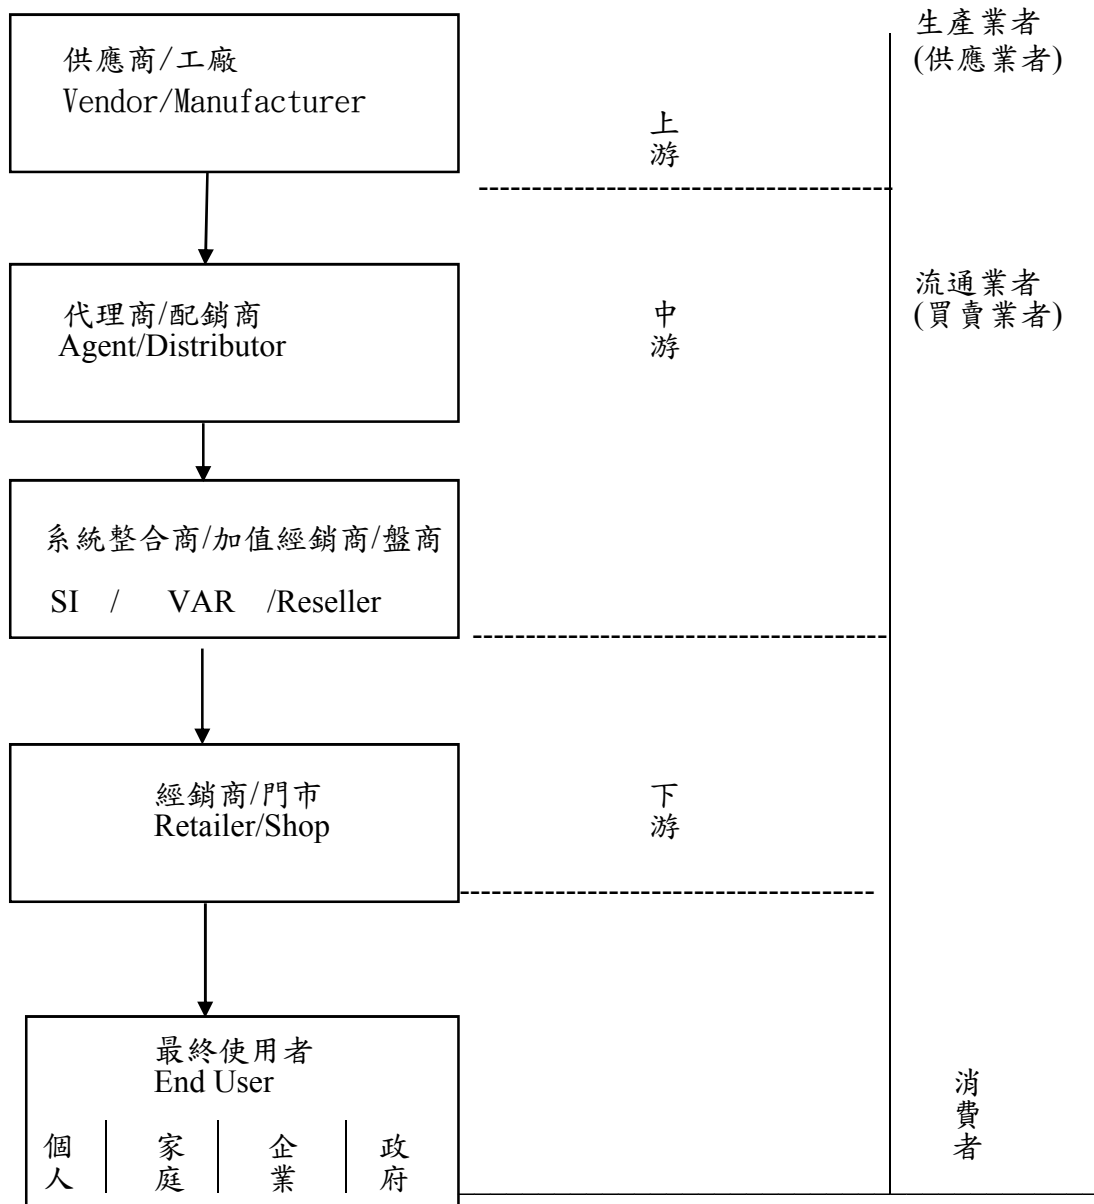 生產業者
(供應業者)
供應商/工廠
Vendor/Manufacturer
上游
代理商/配銷商
Agent/Distributor
中游
流通業者
(買賣業者)
系統整合商/加值經銷商/盤商
SI / VAR /Reseller
經銷商/門市
Retailer/Shop
下游
最終使用者
End User
個人
家庭
企業
政府
消費者